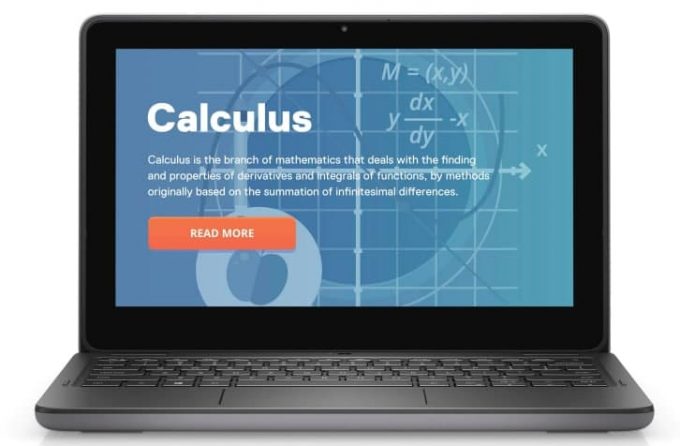 M = (x,y)
Calculus
y dx/dy -x
x
Calculus is the branch of mathematics that deals with the finding
and properties of derivatives and integrals of functions, by methods
originally based on the summation of infinitesimal differences.
READ MORE